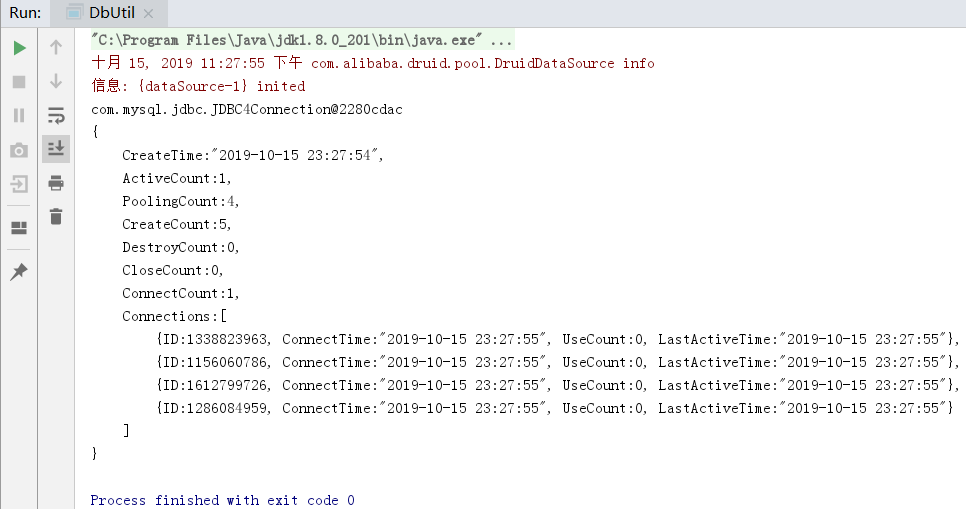 Run: DbUtil
"C:\Program Files\Java\jdk1.8.0_201\bin\java.exe" ...
十月 15, 2019 11:27:55 下午 com.alibaba.druid.pool.DruidDataSource info
信息: {dataSource-1} inited
com.mysql.jdbc.JDBC4Connection@2280cdac
{
    CreateTime:"2019-10-15 23:27:54",
    ActiveCount:1,
    PoolingCount:4,
    CreateCount:5,
    DestroyCount:0,
    CloseCount:0,
    ConnectCount:1,
    Connections:[
        {ID:1338823963, ConnectTime:"2019-10-15 23:27:55", UseCount:0, LastActiveTime:"2019-10-15 23:27:55"},
        {ID:1156060786, ConnectTime:"2019-10-15 23:27:55", UseCount:0, LastActiveTime:"2019-10-15 23:27:55"},
        {ID:1612799726, ConnectTime:"2019-10-15 23:27:55", UseCount:0, LastActiveTime:"2019-10-15 23:27:55"},
        {ID:1286084959, ConnectTime:"2019-10-15 23:27:55", UseCount:0, LastActiveTime:"2019-10-15 23:27:55"}
    ]
}
Process finished with exit code 0